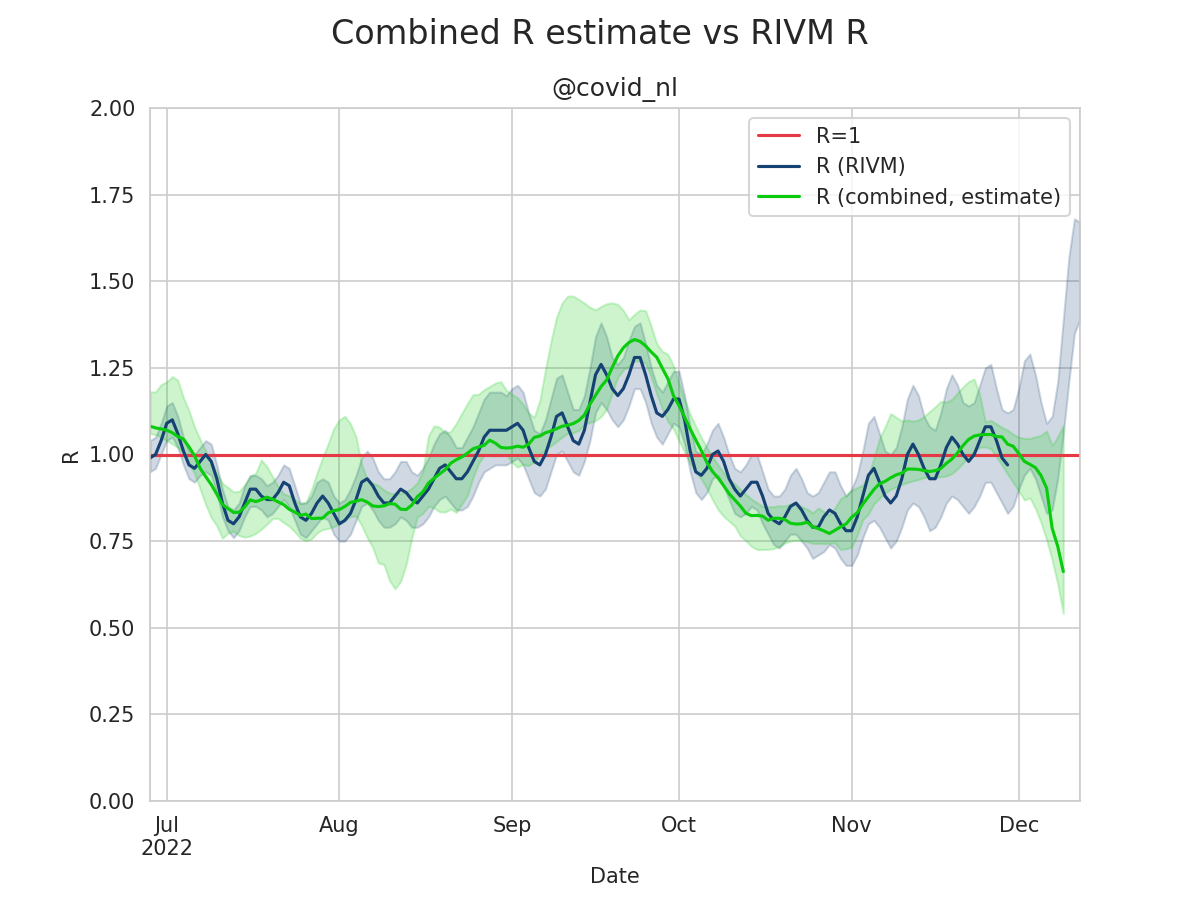 Combined R estimate vs RIVM R
@covid_nl
2.00
1.75
1.50
1.25
1.00
0.75
0.50
0.25
0.00
R
R=1
R (RIVM)
R (combined, estimate)
Jul
2022
Aug
Sep
Oct
Nov
Dec
Date